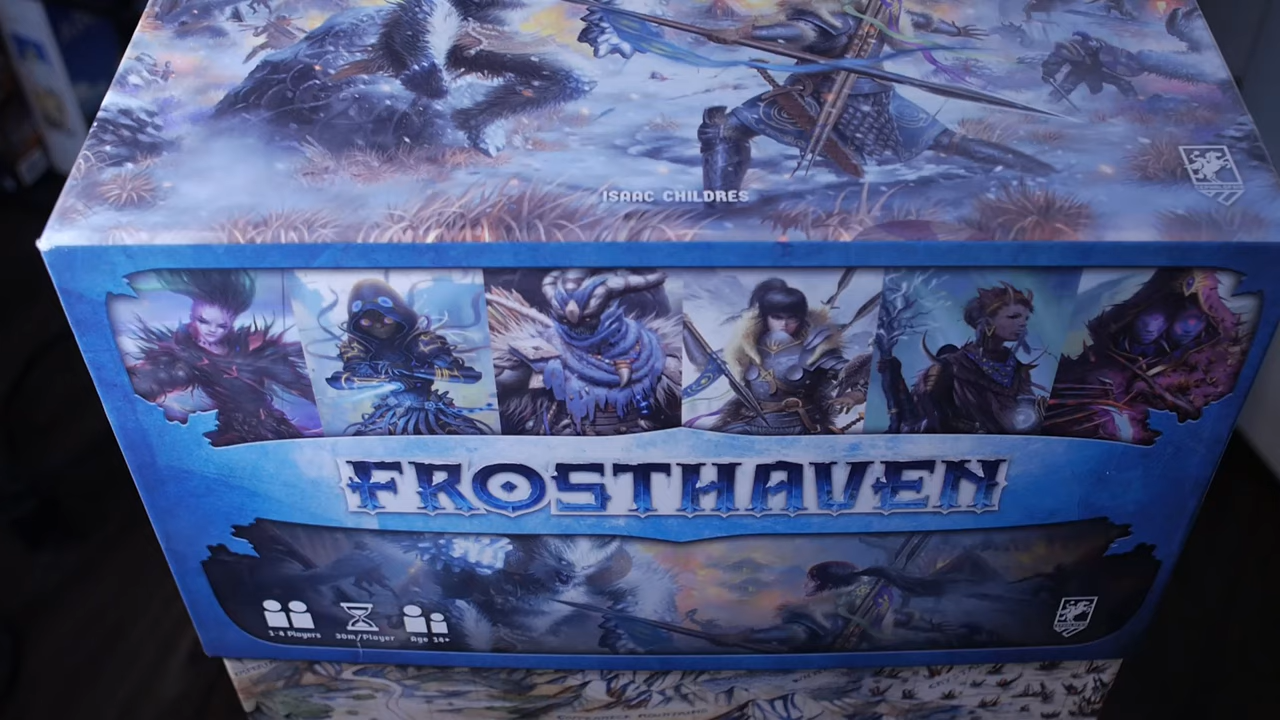 ISAAC CHILDRES
FROSTHAVEN
1-4 Players
30m/Player
Age 14+